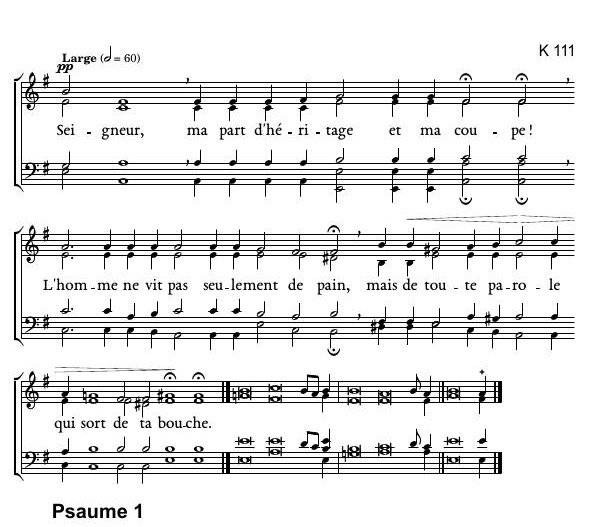 K 111
Large (𝅗𝅥 = 60)
pp
Sei - gneur, ma part d'hé - ri - tage et ma cou - pe !
L'hom - me ne vit pas seu - lement de pain, mais de tou - te pa - ro - le
qui sort de ta bou - che.
Psaume 1